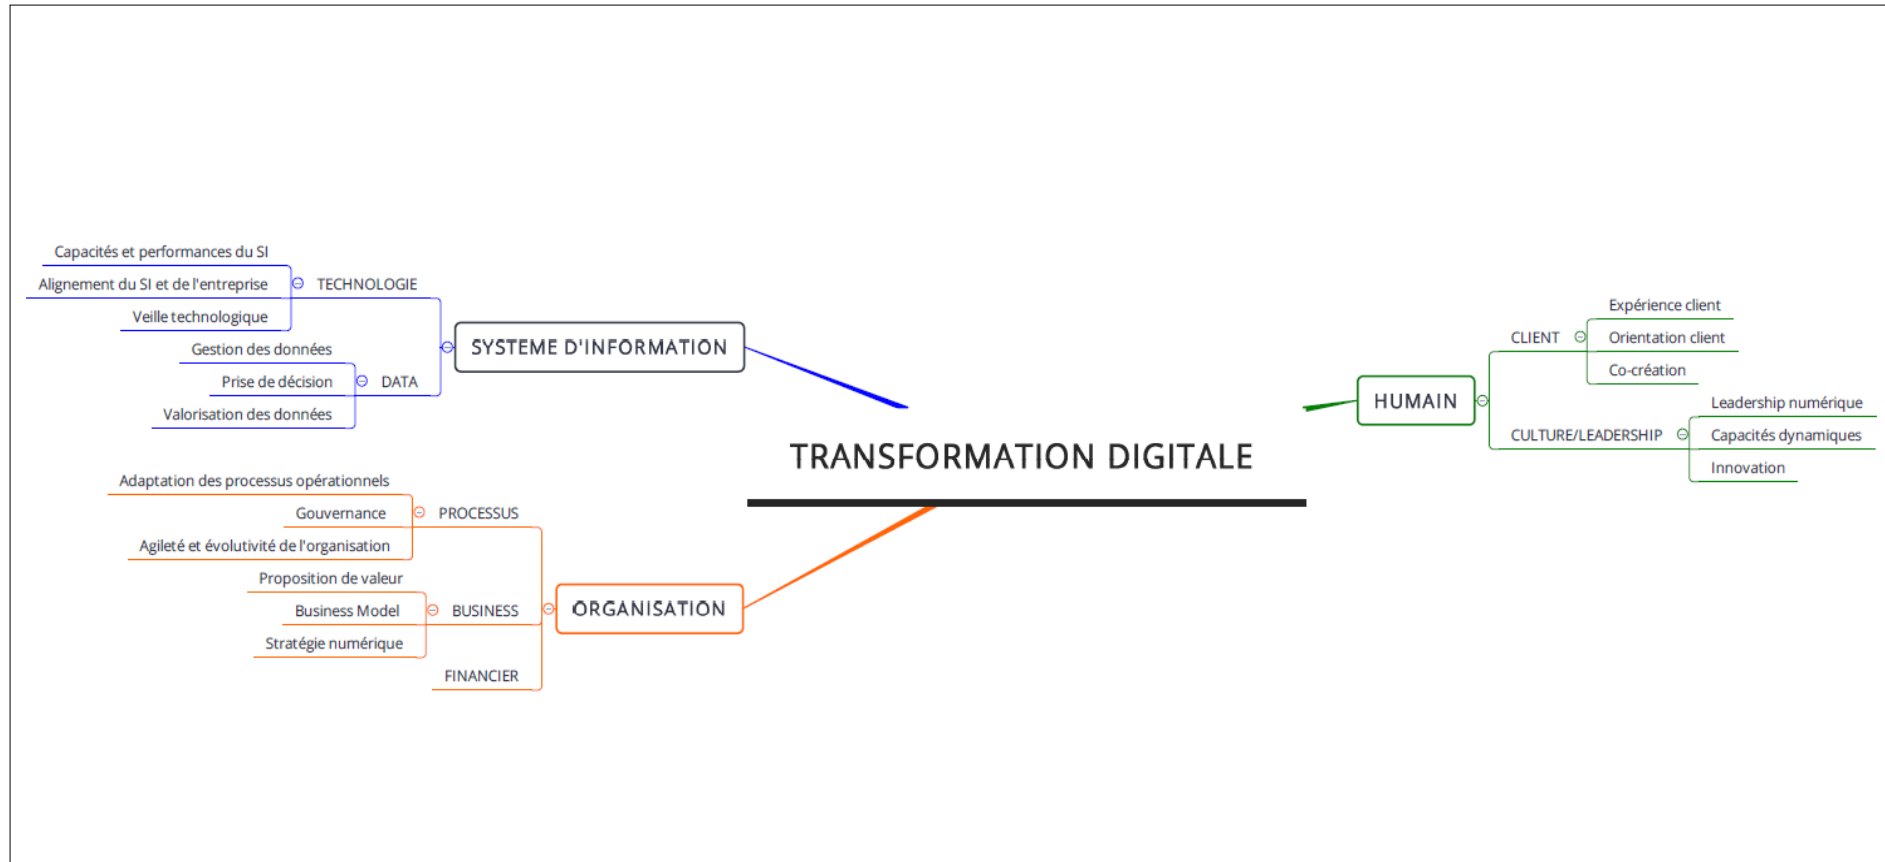 Capacités et performances du SI
Alignement du SI et de l'entreprise
Veille technologique
TECHNOLOGIE
Gestion des données
Prise de décision
Valorisation des données
DATA
SYSTEME D'INFORMATION
Adaptation des processus opérationnels
Gouvernance
Agileté et évolutivité de l'organisation
PROCESSUS
Proposition de valeur
Business Model
Stratégie numérique
BUSINESS
FINANCIER
ORGANISATION
TRANSFORMATION DIGITALE
HUMAIN
CLIENT
Expérience client
Orientation client
Co-création
CULTURE/LEADERSHIP
Leadership numérique
Capacités dynamiques
Innovation